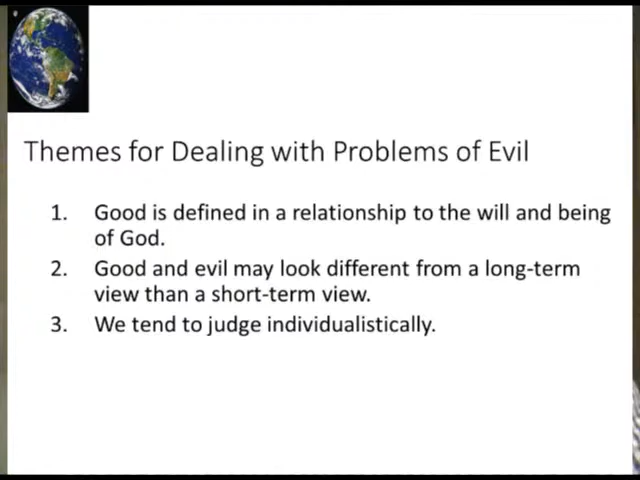 Themes for Dealing with Problems of Evil
1. Good is defined in a relationship to the will and being
of God.
2. Good and evil may look different from a long-term
view than a short-term view.
3. We tend to judge individualistically.